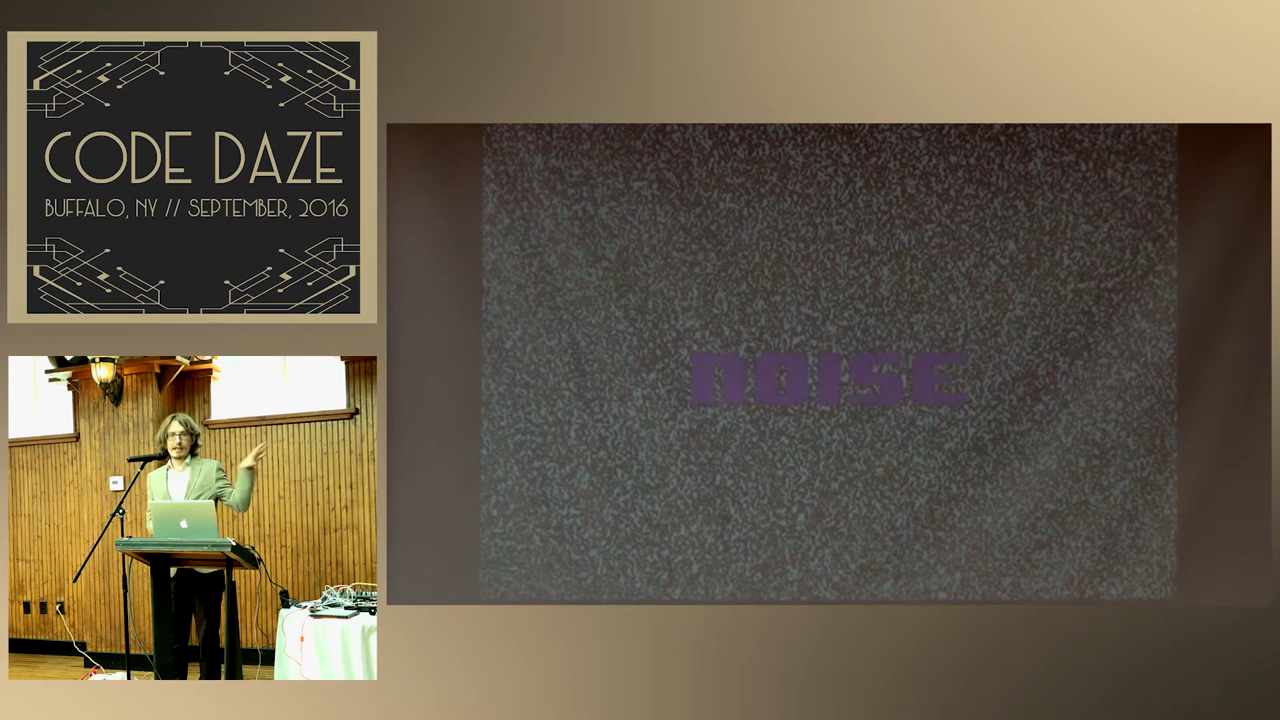 CODE DAZE
BUFFALO, NY // SEPTEMBER, 2016
NOISE